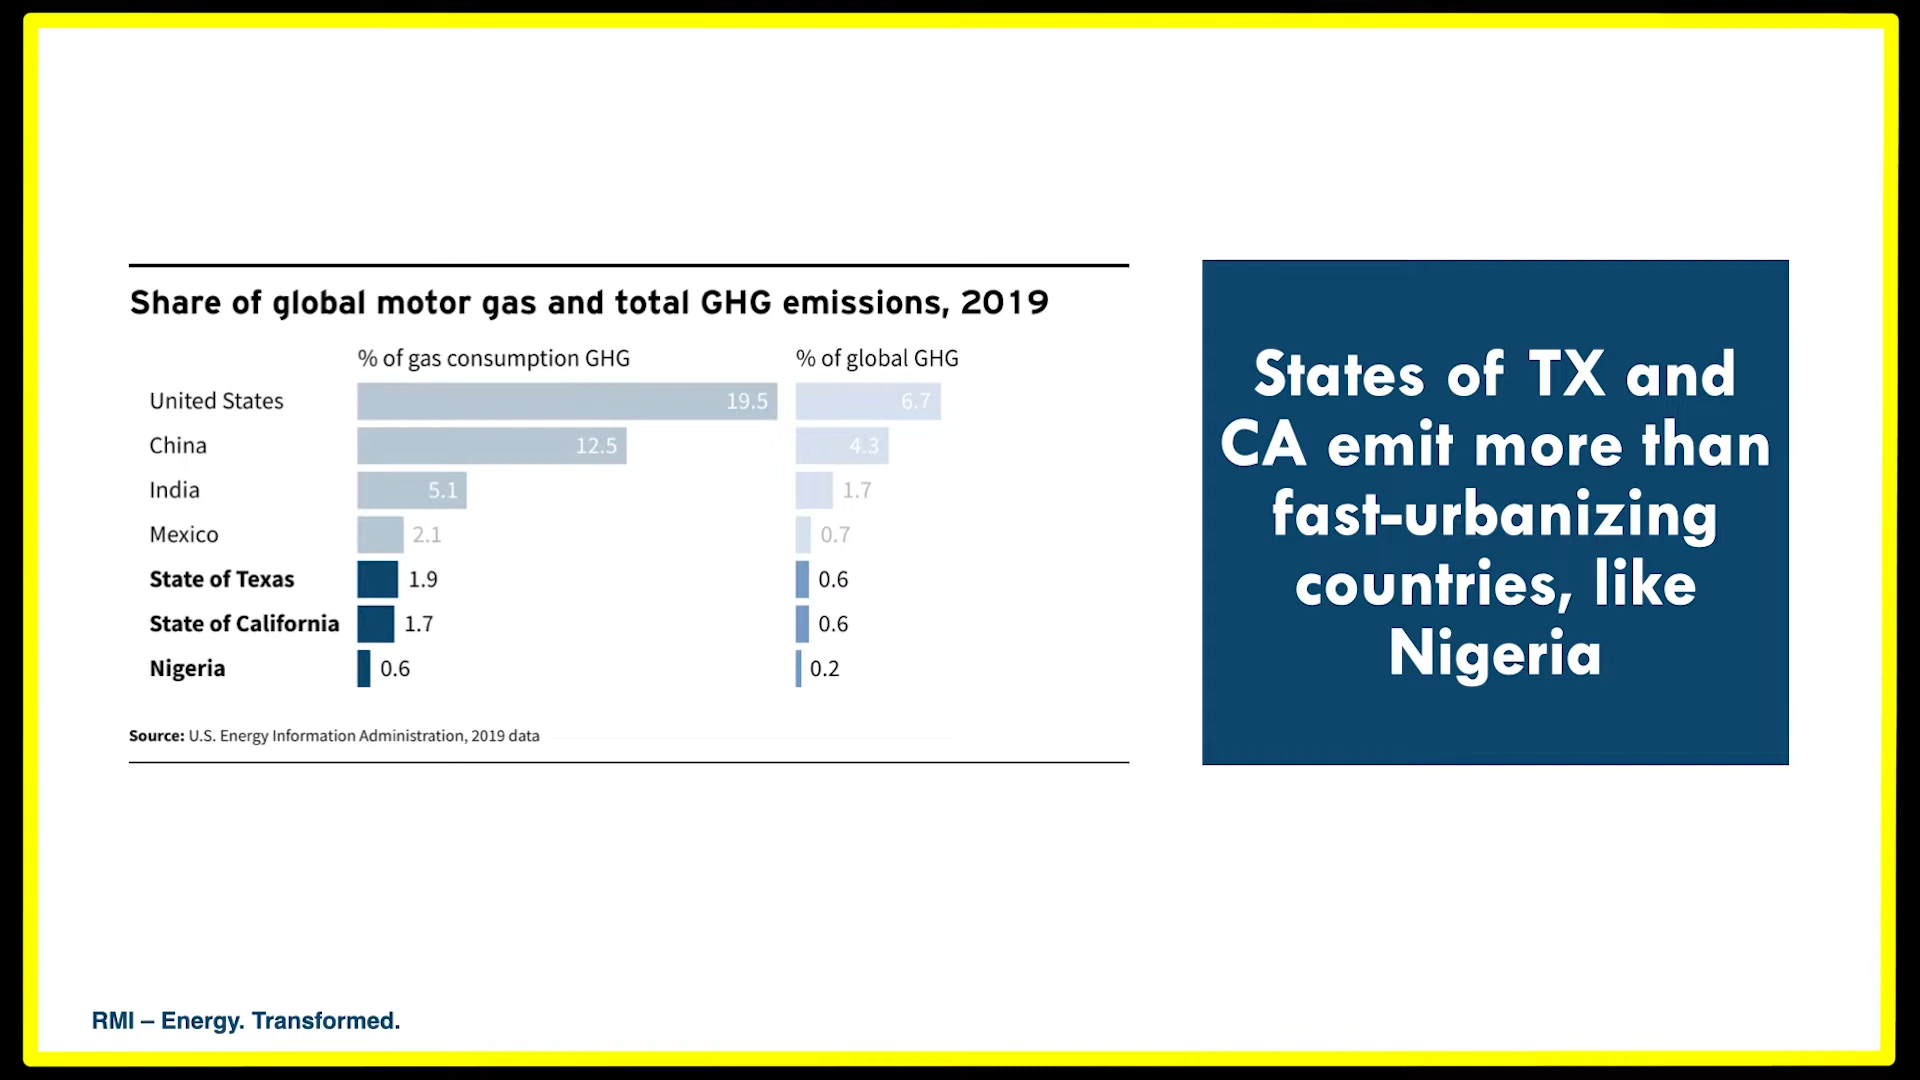 Share of global motor gas and total GHG emissions, 2019
% of gas consumption GHG % of global GHG
United States 19.5 6.7
China 12.5 4.3
India 5.1 1.7
Mexico 2.1 0.7
State of Texas 1.9 0.6
State of California 1.7 0.6
Nigeria 0.6 0.2
Source: U.S. Energy Information Administration, 2019 data
States of TX and
CA emit more than
fast-urbanizing
countries, like
Nigeria
RMI – Energy. Transformed.